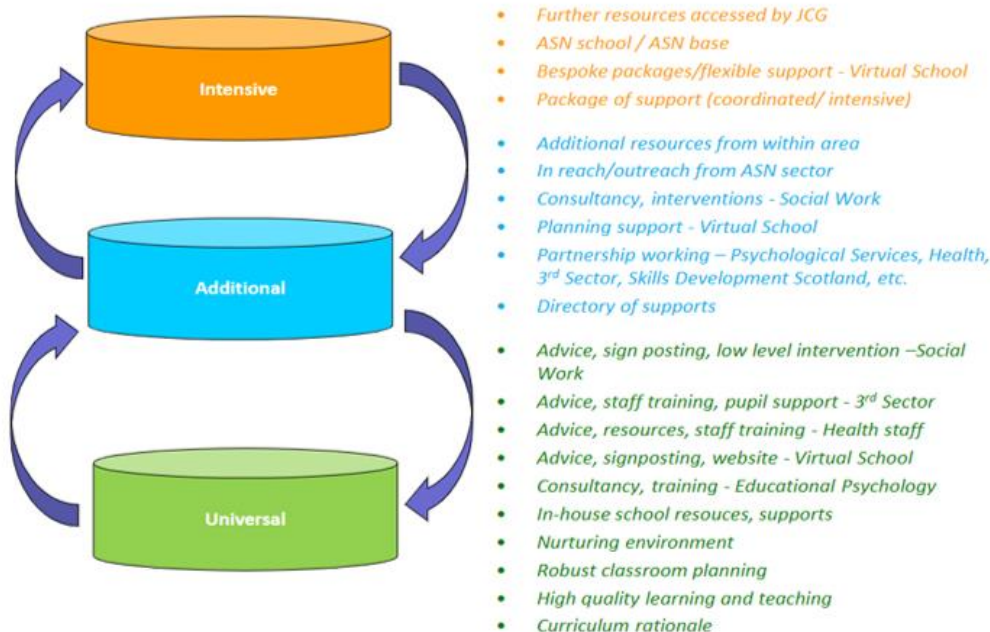 Intensive
Additional
Universal
• Further resources accessed by JCG
• ASN school / ASN base
• Bespoke packages/flexible support - Virtual School
• Package of support (coordinated/ intensive)
• Additional resources from within area
• In reach/outreach from ASN sector
• Consultancy, interventions - Social Work
• Planning support - Virtual School
• Partnership working – Psychological Services, Health,
3rd Sector, Skills Development Scotland, etc.
• Directory of supports
• Advice, sign posting, low level intervention –Social
Work
• Advice, staff training, pupil support - 3rd Sector
• Advice, resources, staff training - Health staff
• Advice, signposting, website - Virtual School
• Consultancy, training - Educational Psychology
• In-house school resouces, supports
• Nurturing environment
• Robust classroom planning
• High quality learning and teaching
• Curriculum rationale